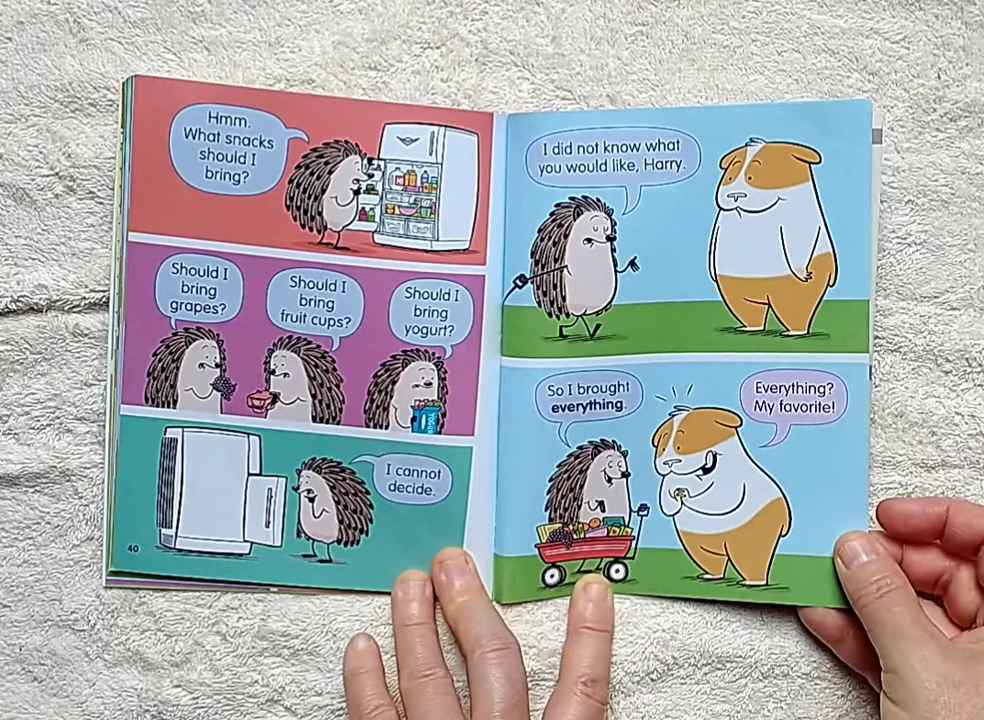 Hmm.
What snacks
should I
bring?
Should I
bring
grapes?
Should I
bring
fruit cups?
Should I
bring
yogurt?
YOGURT
I cannot
decide.
40
I did not know what
you would like, Harry.
So I brought
everything.
Everything?
My favorite!